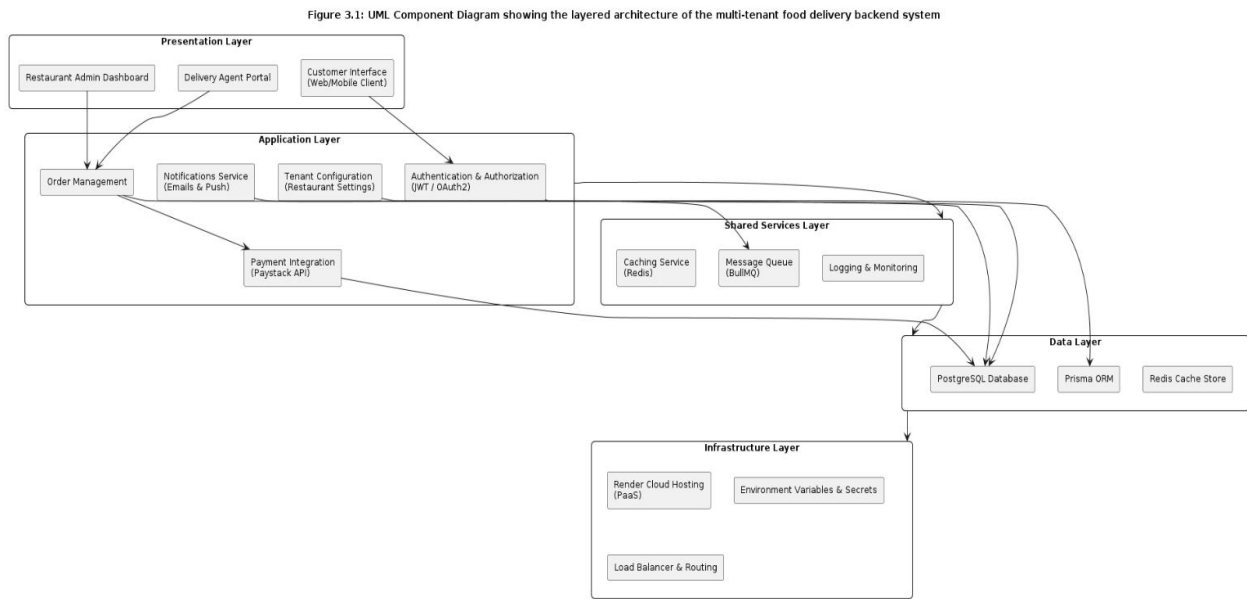 Figure 3.1: UML Component Diagram showing the layered architecture of the multi-tenant food delivery backend system
Presentation Layer
Restaurant Admin Dashboard
Delivery Agent Portal
Customer Interface
(Web/Mobile Client)
Application Layer
Order Management
Notifications Service
(Emails & Push)
Tenant Configuration
(Restaurant Settings)
Authentication & Authorization
(JWT / OAuth2)
Payment Integration
(Paystack API)
Shared Services Layer
Caching Service
(Redis)
Message Queue
(BullMQ)
Logging & Monitoring
Data Layer
PostgreSQL Database
Prisma ORM
Redis Cache Store
Infrastructure Layer
Render Cloud Hosting
(PaaS)
Environment Variables & Secrets
Load Balancer & Routing